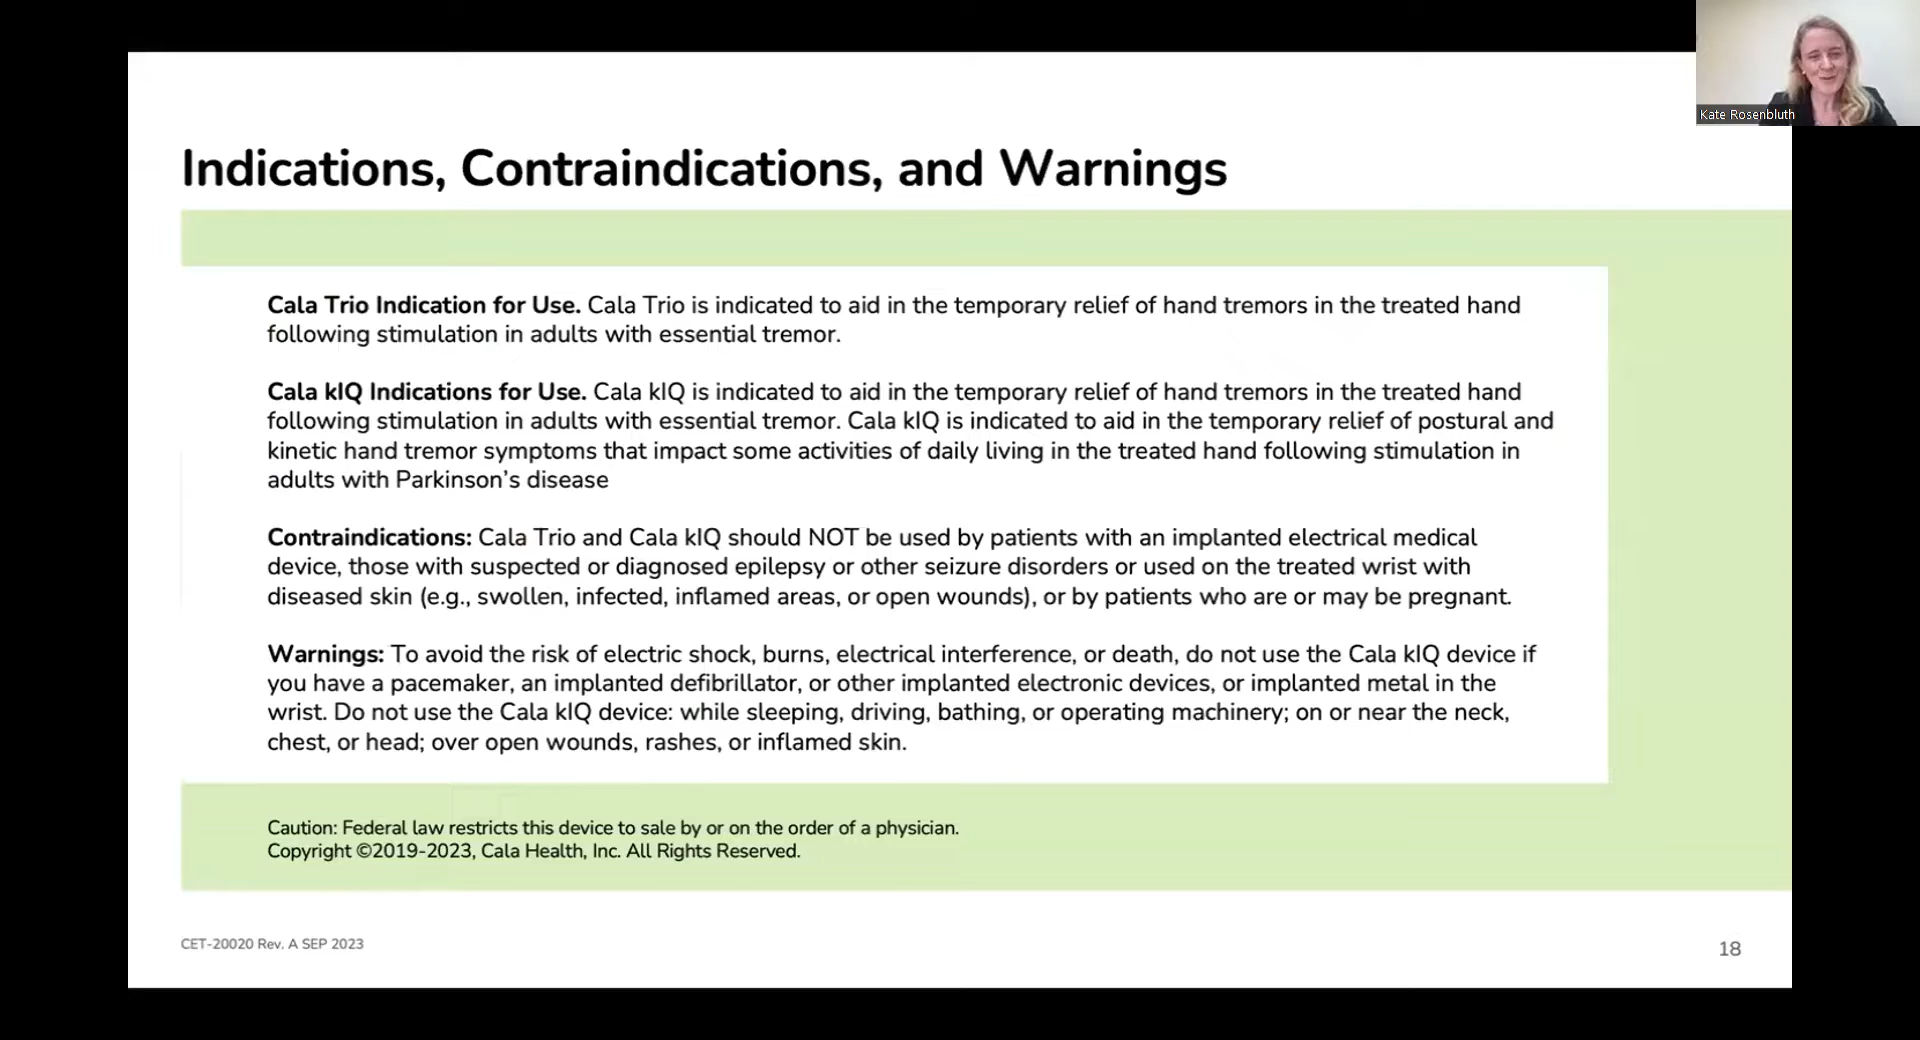 Kate Rosenbluth
Indications, Contraindications, and Warnings
Cala Trio Indication for Use. Cala Trio is indicated to aid in the temporary relief of hand tremors in the treated hand
following stimulation in adults with essential tremor.
Cala kIQ Indications for Use. Cala kIQ is indicated to aid in the temporary relief of hand tremors in the treated hand
following stimulation in adults with essential tremor. Cala kIQ is indicated to aid in the temporary relief of postural and
kinetic hand tremor symptoms that impact some activities of daily living in the treated hand following stimulation in
adults with Parkinson's disease
Contraindications: Cala Trio and Cala kIQ should NOT be used by patients with an implanted electrical medical
device, those with suspected or diagnosed epilepsy or other seizure disorders or used on the treated wrist with
diseased skin (e.g., swollen, infected, inflamed areas, or open wounds), or by patients who are or may be pregnant.
Warnings: To avoid the risk of electric shock, burns, electrical interference, or death, do not use the Cala kIQ device if
you have a pacemaker, an implanted defibrillator, or other implanted electronic devices, or implanted metal in the
wrist. Do not use the Cala kIQ device: while sleeping, driving, bathing, or operating machinery; on or near the neck,
chest, or head; over open wounds, rashes, or inflamed skin.
Caution: Federal law restricts this device to sale by or on the order of a physician.
Copyright ©2019-2023, Cala Health, Inc. All Rights Reserved.
CET-20020 Rev. A SEP 2023
18